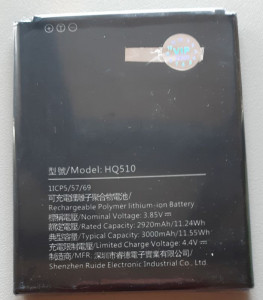 VIP
型號/Model: HQ510
1ICP5/57/69
可充電鋰離子聚合物電池/
Rechargeable Polymer lithium-ion Battery
標稱電壓/Nominal Voltage: 3.85V
額定電容/Rated Capacity: 2920mAh/11.24Wh
典型容量/Typical Capacity: 3000mAh/11.55Wh
充電限制電壓/Limited Charge Voltage: 4.4V
制造商/MFR: 深圳市睿德電子實業有限公司/
Shenzhen Ruide Electronic Industrial Co., Ltd.